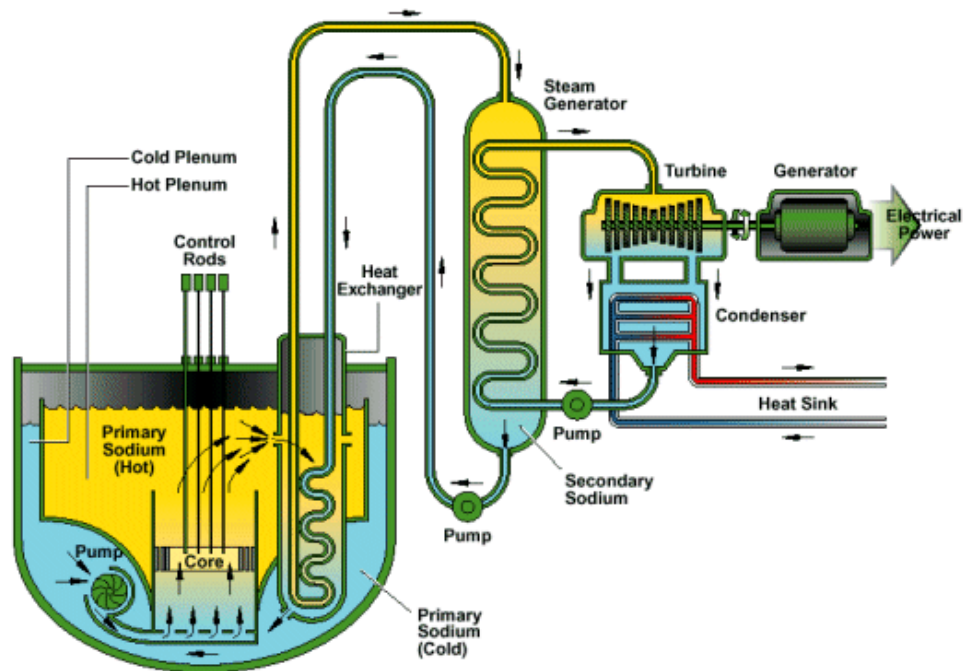 Steam
Generator
Cold Plenum
Hot Plenum
Turbine
Generator
Electrical
Power
Control
Rods
Heat
Exchanger
Condenser
Heat Sink
Primary
Sodium
(Hot)
Pump
Secondary
Sodium
Pump
Pump
Core
Primary
Sodium
(Cold)